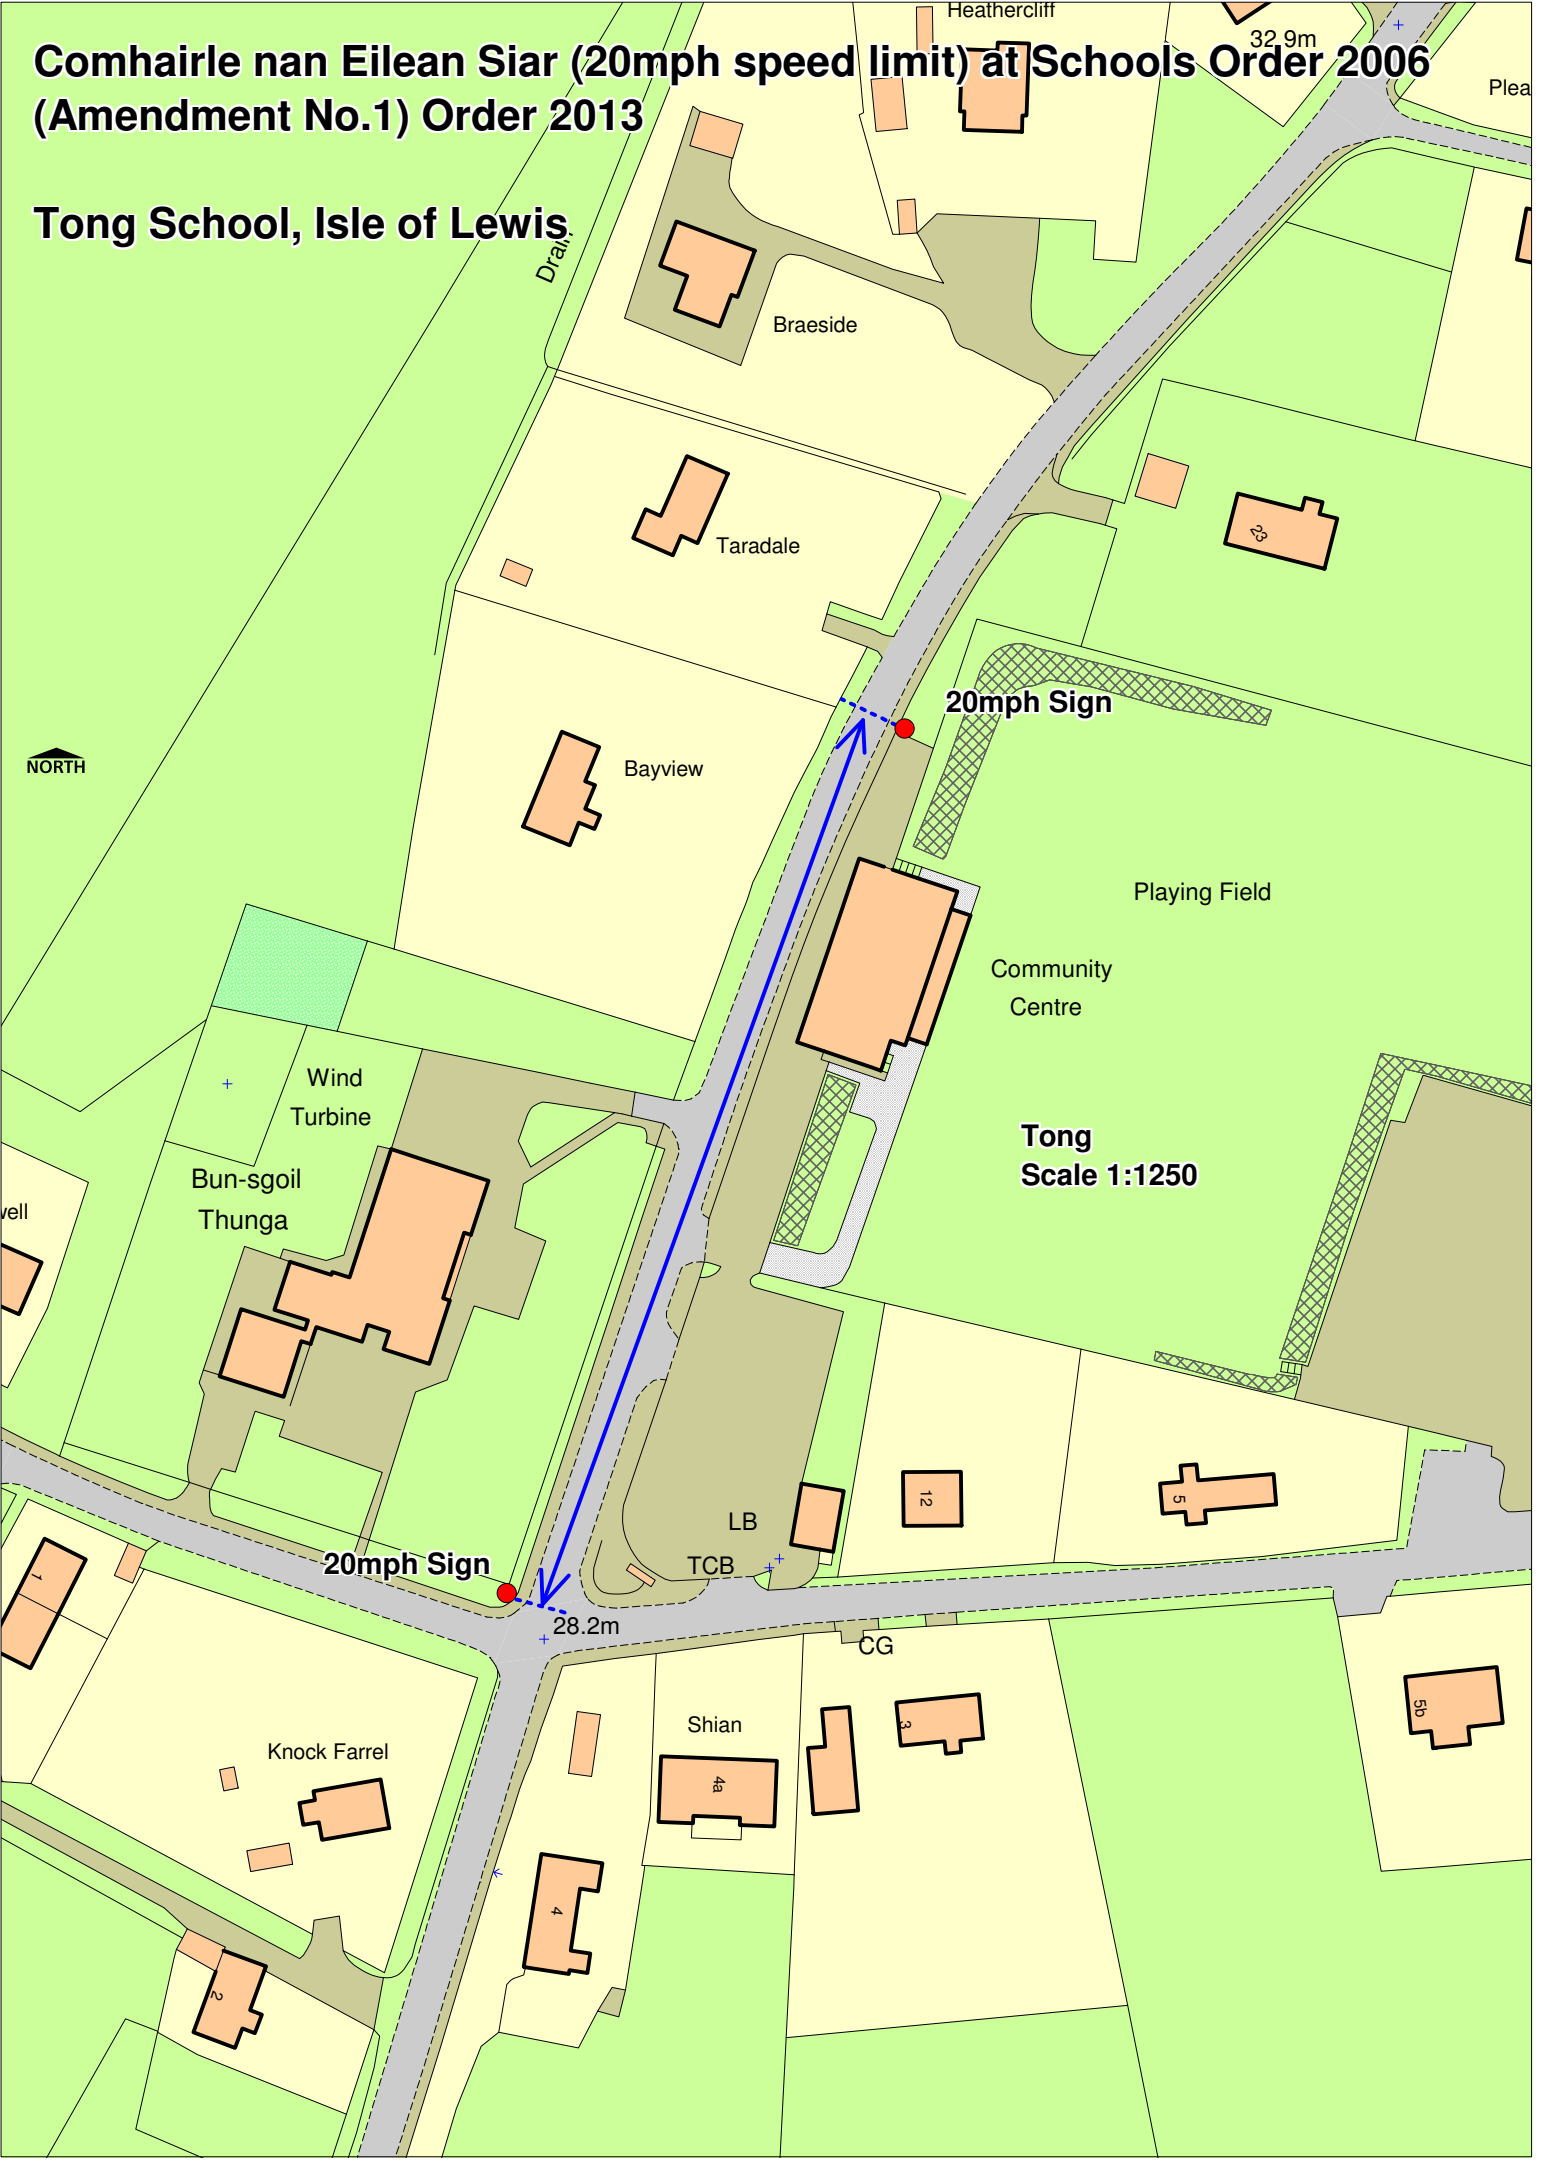 Heathercliff
32.9m
Comhairle nan Eilean Siar (20mph speed limit) at Schools Order 2006
(Amendment No.1) Order 2013
Plea
Tong School, Isle of Lewis
Drain
Braeside
23
Taradale
20mph Sign
NORTH
Bayview
Playing Field
Community
Centre
Wind
Turbine
Tong
Scale 1:1250
Bun-sgoil
Thunga
well
12
5
LB
TCB
20mph Sign
1
28.2m
CG
5b
3
Shian
Knock Farrel
4a
4
2